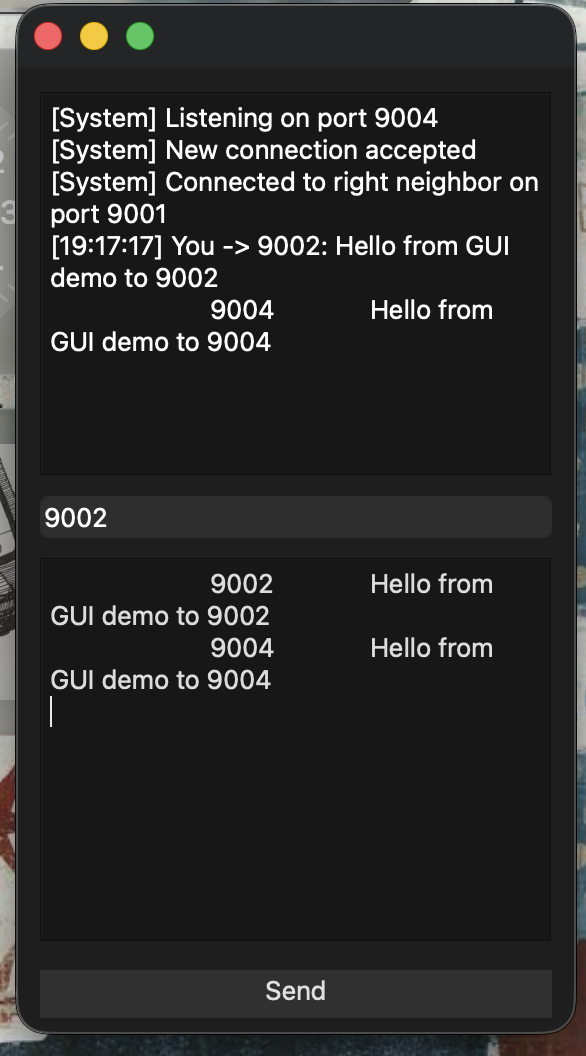 [System] Listening on port 9004
[System] New connection accepted
[System] Connected to right neighbor on
port 9001
[19:17:17] You -> 9002: Hello from GUI
demo to 9002
9004 Hello from
GUI demo to 9004
9002
9002 Hello from
GUI demo to 9002
9004 Hello from
GUI demo to 9004
Send